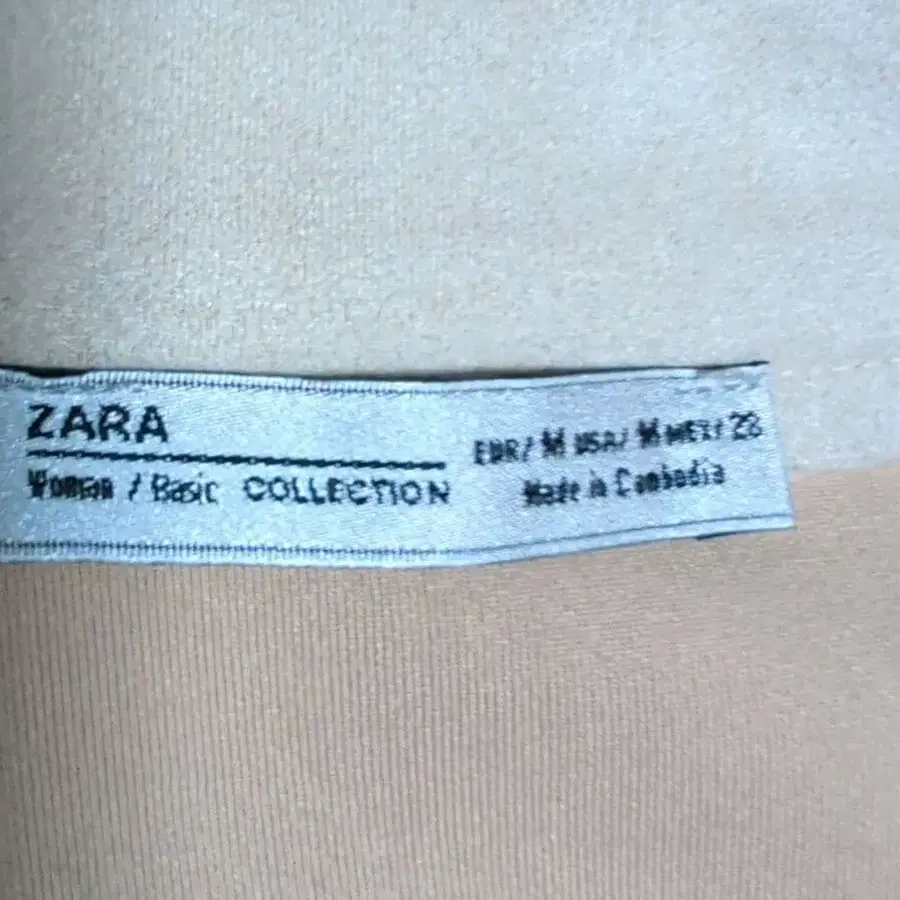 ZARA
Woman / Basic COLLECTION
EUR/ M USA/ M MEX/ 28
Made in Cambodia